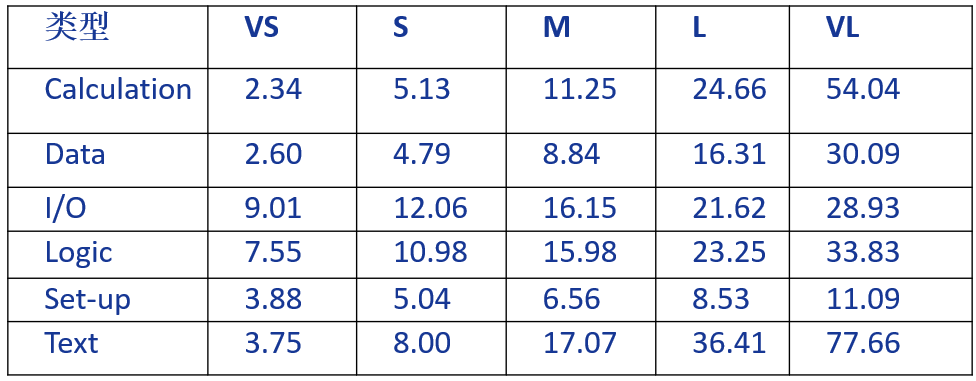 类型 VS S M L VL
Calculation 2.34 5.13 11.25 24.66 54.04
Data 2.60 4.79 8.84 16.31 30.09
I/O 9.01 12.06 16.15 21.62 28.93
Logic 7.55 10.98 15.98 23.25 33.83
Set-up 3.88 5.04 6.56 8.53 11.09
Text 3.75 8.00 17.07 36.41 77.66